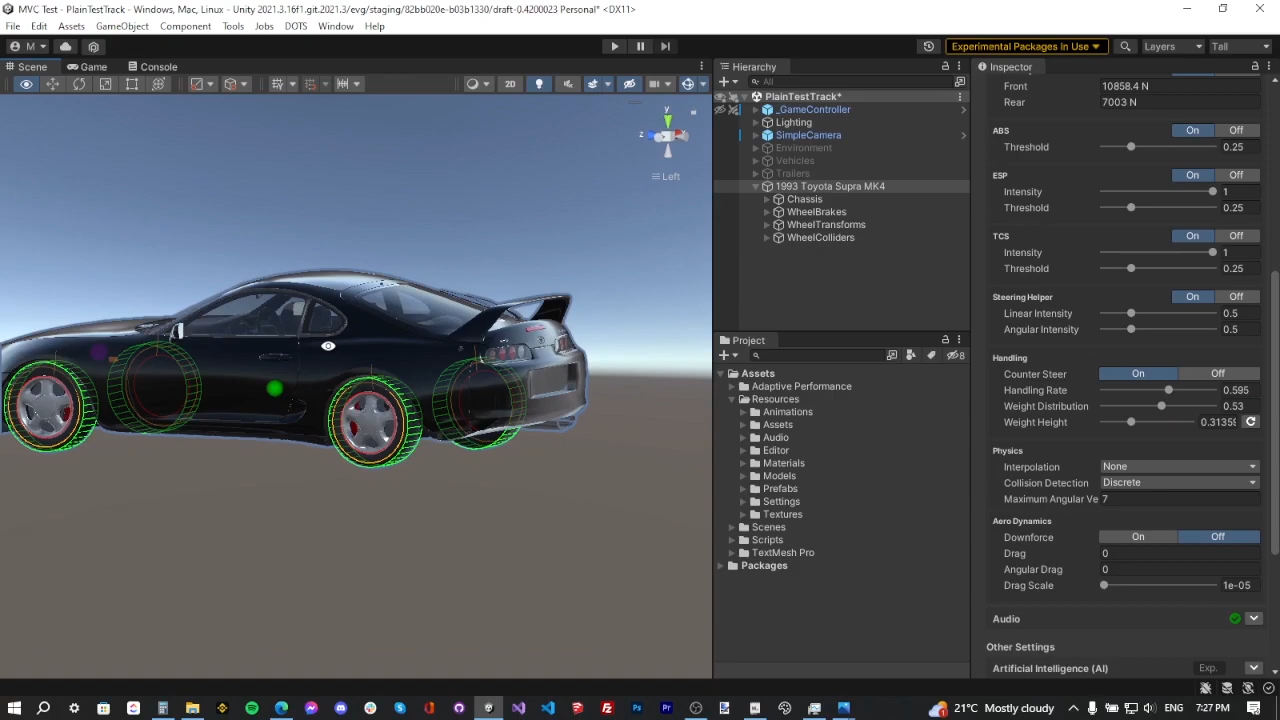 MVC Test - PlainTestTrack - Windows, Mac, Linux - Unity 2021.3.16f1.git.2021.3/evg/staging/82bb020e-b03b1330/draft-0.4200023 Personal* <DX11>
File Edit Assets GameObject Component Tools Jobs DOTS Window Help
M Experimental Packages In Use Layers Tall
Scene Game Console
2D
y
z
Left
Hierarchy
All
PlainTestTrack*
_GameController
Lighting
SimpleCamera
Environment
Vehicles
Trailers
1993 Toyota Supra MK4
Chassis
WheelBrakes
WheelTransforms
WheelColliders
Project
8
Assets
Adaptive Performance
Resources
Animations
Assets
Audio
Editor
Materials
Models
Prefabs
Settings
Textures
Scenes
Scripts
TextMesh Pro
Packages
Inspector
Front 10858.4 N
Rear 7003 N
ABS On Off
Threshold 0.25
ESP On Off
Intensity 1
Threshold 0.25
TCS On Off
Intensity 1
Threshold 0.25
Steering Helper On Off
Linear Intensity 0.5
Angular Intensity 0.5
Handling
Counter Steer On Off
Handling Rate 0.595
Weight Distribution 0.53
Weight Height
Physics
Interpolation None
Collision Detection Discrete
Maximum Angular Ve 7
Aero Dynamics
Downforce On Off
Drag 0
Angular Drag 0
Drag Scale 1e-05
Audio
Other Settings
Artificial Intelligence (AI) Exp.
21°C Mostly cloudy 7:27 PM